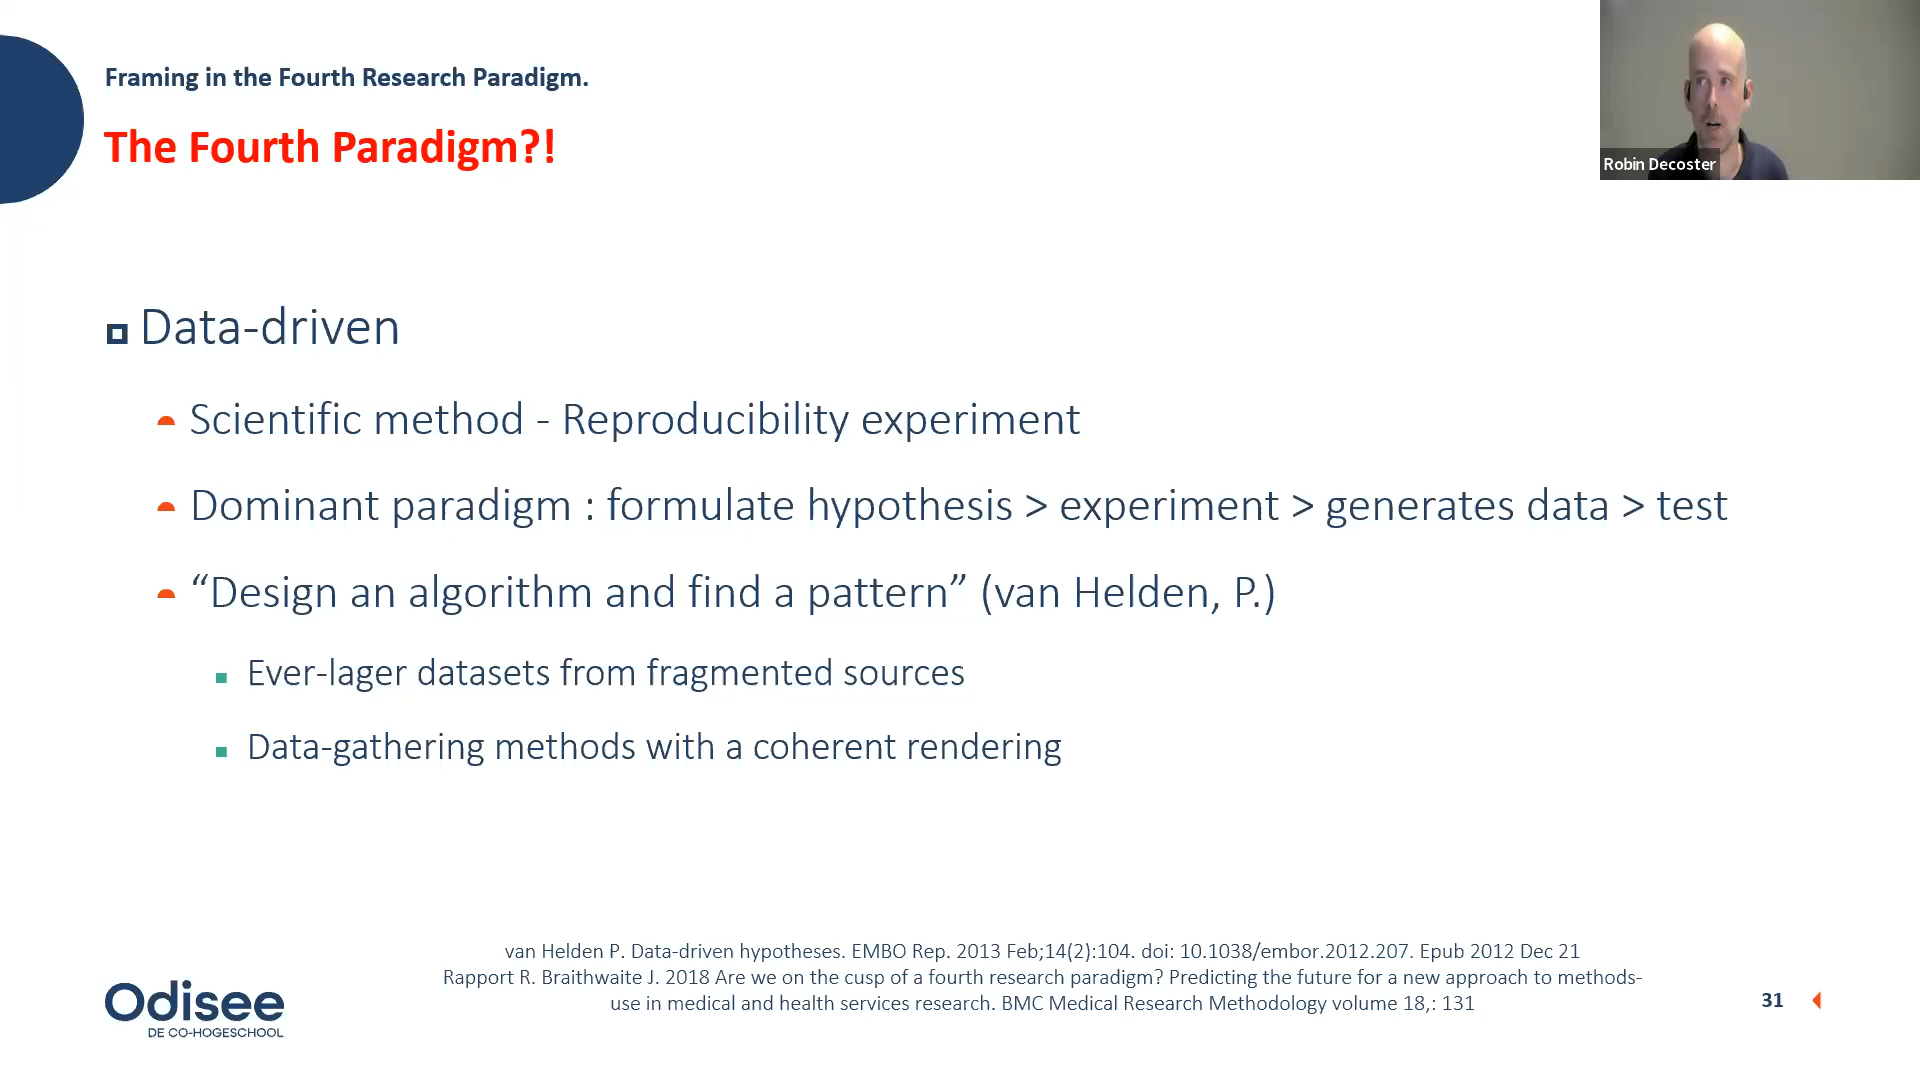 Framing in the Fourth Research Paradigm.
The Fourth Paradigm?!
Robin Decoster
Data-driven
Scientific method - Reproducibility experiment
Dominant paradigm : formulate hypothesis > experiment > generates data > test
“Design an algorithm and find a pattern” (van Helden, P.)
Ever-lager datasets from fragmented sources
Data-gathering methods with a coherent rendering
van Helden P. Data-driven hypotheses. EMBO Rep. 2013 Feb;14(2):104. doi: 10.1038/embor.2012.207. Epub 2012 Dec 21
Rapport R. Braithwaite J. 2018 Are we on the cusp of a fourth research paradigm? Predicting the future for a new approach to methods-
use in medical and health services research. BMC Medical Research Methodology volume 18,: 131
Odisee
DE CO-HOGESCHOOL
31